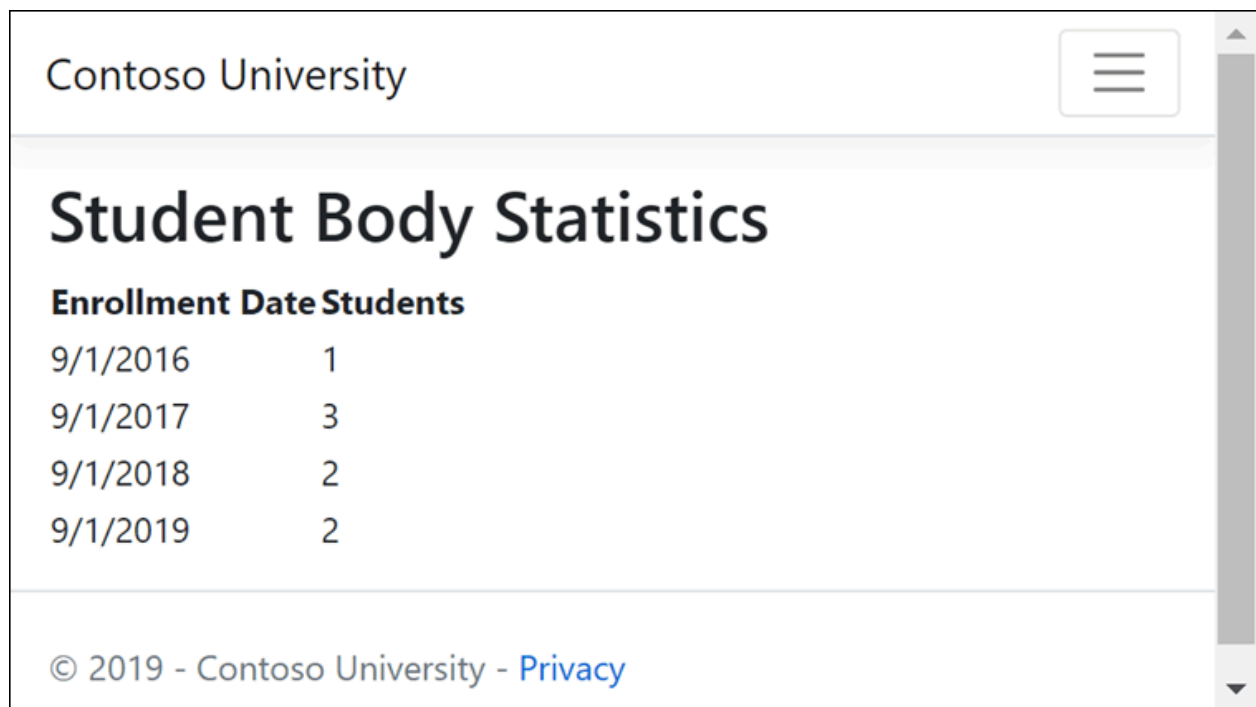 Contoso University
Student Body Statistics
Enrollment Date Students
9/1/2016 1
9/1/2017 3
9/1/2018 2
9/1/2019 2
© 2019 - Contoso University - Privacy